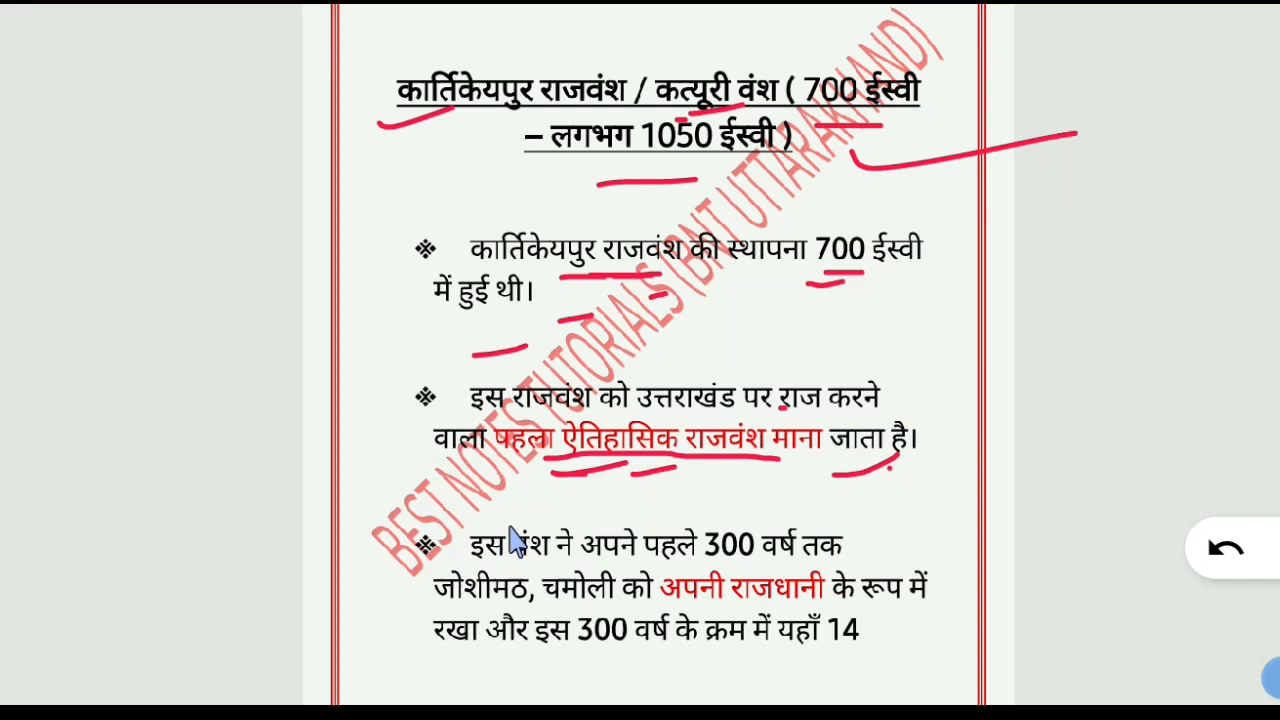 कार्तिकेयपुर राजवंश / कत्यूरी वंश ( 700 ईस्वी
– लगभग 1050 ईस्वी )
❖ कार्तिकेयपुर राजवंश की स्थापना 700 ईस्वी
में हुई थी।
❖ इस राजवंश को उत्तराखंड पर राज करने
वाला पहला ऐतिहासिक राजवंश माना जाता है।
❖ इस वंश ने अपने पहले 300 वर्ष तक
जोशीमठ, चमोली को अपनी राजधानी के रूप में
रखा और इस 300 वर्ष के क्रम में यहाँ 14
BEST NOTES TUTORIALS (BNT UTTARAKHAND)